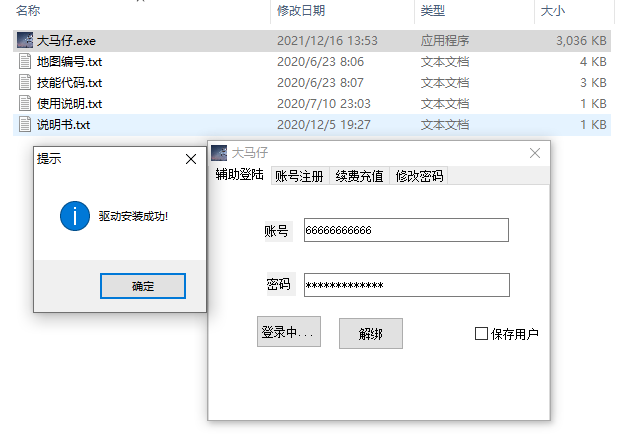 名称 修改日期 类型 大小
大马仔.exe 2021/12/16 13:53 应用程序 3,036 KB
地图编号.txt 2020/6/23 8:06 文本文档 4 KB
技能代码.txt 2020/6/23 8:07 文本文档 3 KB
使用说明.txt 2020/7/10 23:03 文本文档 1 KB
说明书.txt 2020/12/5 19:27 文本文档 1 KB
提示
驱动安装成功!
确定
大马仔
辅助登陆 账号注册 续费充值 修改密码
账号 66666666666
密码 *************
登录中... 解绑 保存用户